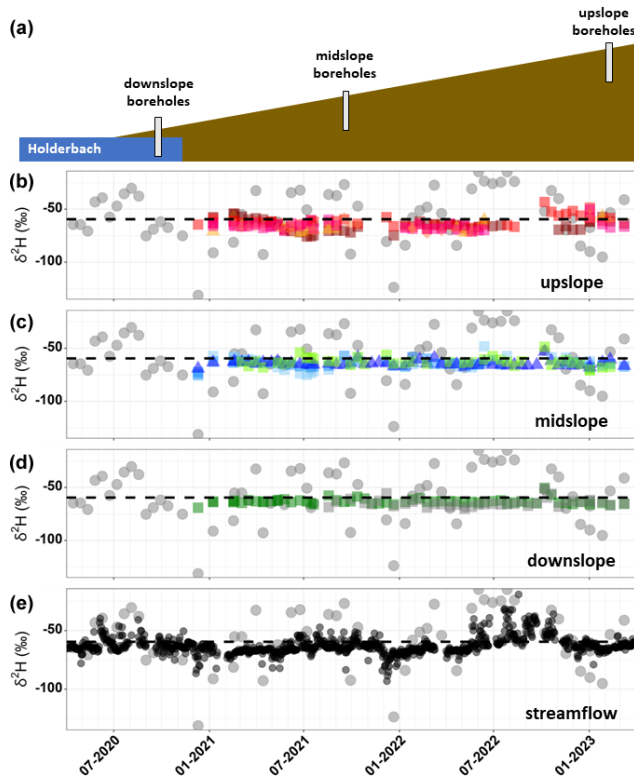 (a)
upslope
boreholes
midslope
boreholes
downslope
boreholes
Holderbach
(b)
δ²H (‰)
-50
-100
upslope
(c)
δ²H (‰)
-50
-100
midslope
(d)
δ²H (‰)
-50
-100
downslope
(e)
δ²H (‰)
-50
-100
streamflow
07-2020
01-2021
07-2021
01-2022
07-2022
01-2023